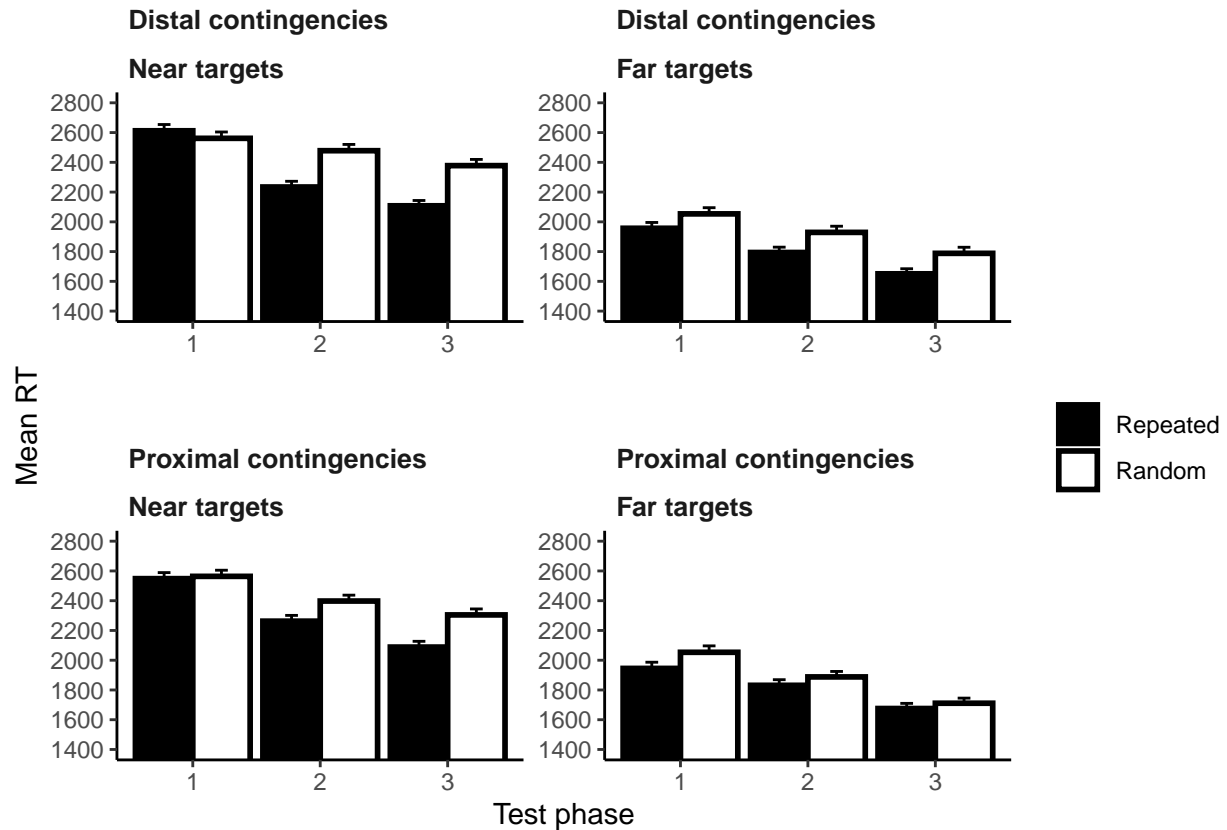 Distal contingencies
Near targets
2800
2600
2400
2200
2000
1800
1600
1400
1 2 3
Distal contingencies
Far targets
2800
2600
2400
2200
2000
1800
1600
1400
1 2 3
Mean RT
Proximal contingencies
Near targets
2800
2600
2400
2200
2000
1800
1600
1400
1 2 3
Proximal contingencies
Far targets
2800
2600
2400
2200
2000
1800
1600
1400
1 2 3
Test phase
Repeated
Random